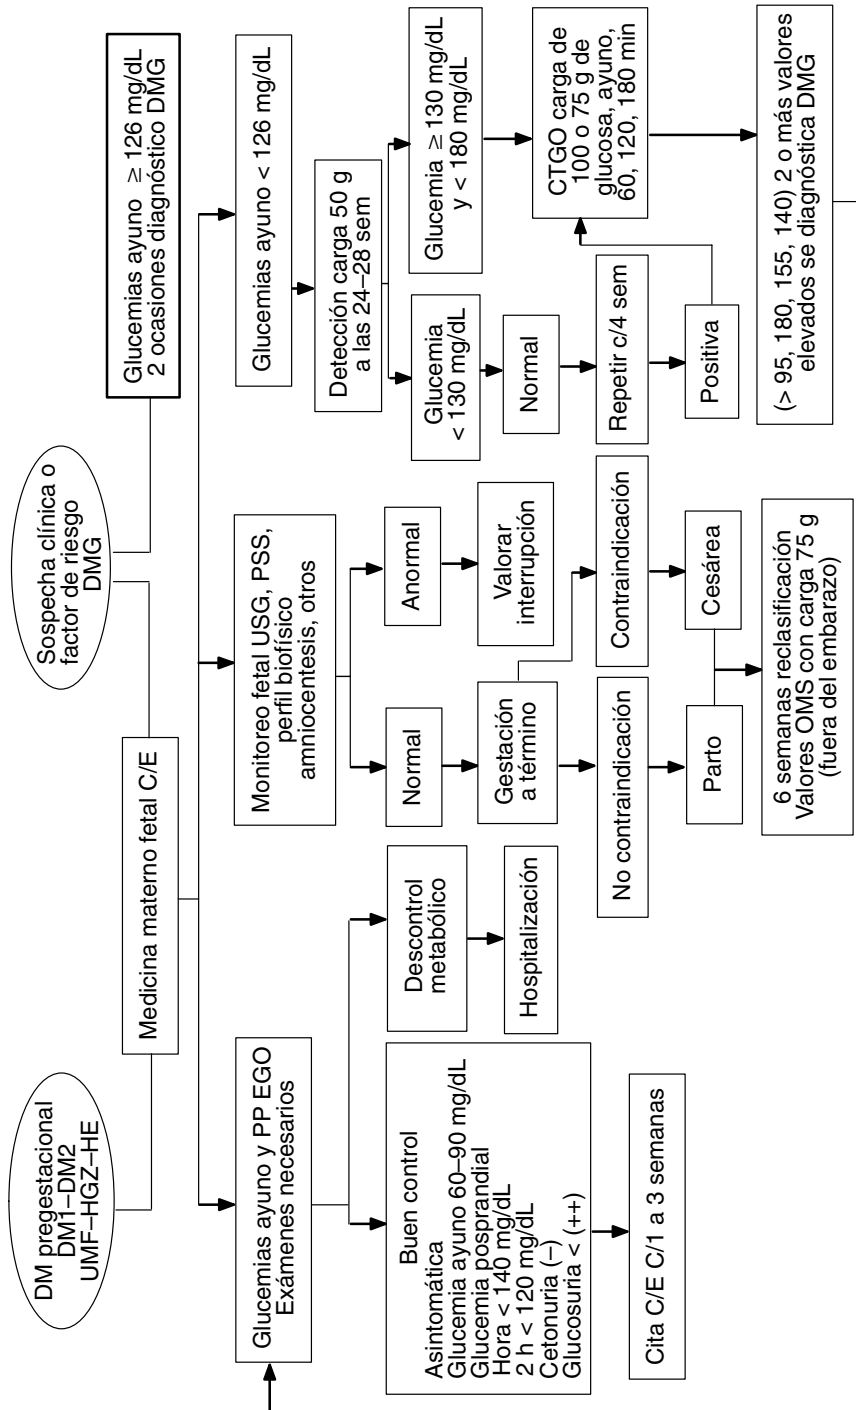 DM pregestacional
DM1–DM2
UMF–HGZ–HE
Sospecha clínica o
factor de riesgo
DMG
Medicina materno fetal C/E
Glucemias ayuno ≥ 126 mg/dL
2 ocasiones diagnóstico DMG
Glucemias ayuno y PP EGO
Exámenes necesarios
Buen control
Asintomática
Glucemia ayuno 60–90 mg/dL
Glucemia posprandial
Hora < 140 mg/dL
2 h < 120 mg/dL
Cetonuria (–)
Glucosuria < (++)
Cita C/E C/1 a 3 semanas
Descontrol
metabólico
Hospitalización
Monitoreo fetal USG, PSS,
perfil biofísico
amniocentesis, otros
Normal
Anormal
Gestación
a término
Valorar
interrupción
No contraindicación
Contraindicación
Parto
Cesárea
6 semanas reclasificación
Valores OMS con carga 75 g
(fuera del embarazo)
Glucemias ayuno < 126 mg/dL
Detección carga 50 g
a las 24–28 sem
Glucemia
< 130 mg/dL
Glucemia ≥ 130 mg/dL
y < 180 mg/dL
Normal
Repetir c/4 sem
Positiva
CTGO carga de
100 o 75 g de
glucosa, ayuno,
60, 120, 180 min
(> 95, 180, 155, 140) 2 o más valores
elevados se diagnóstica DMG